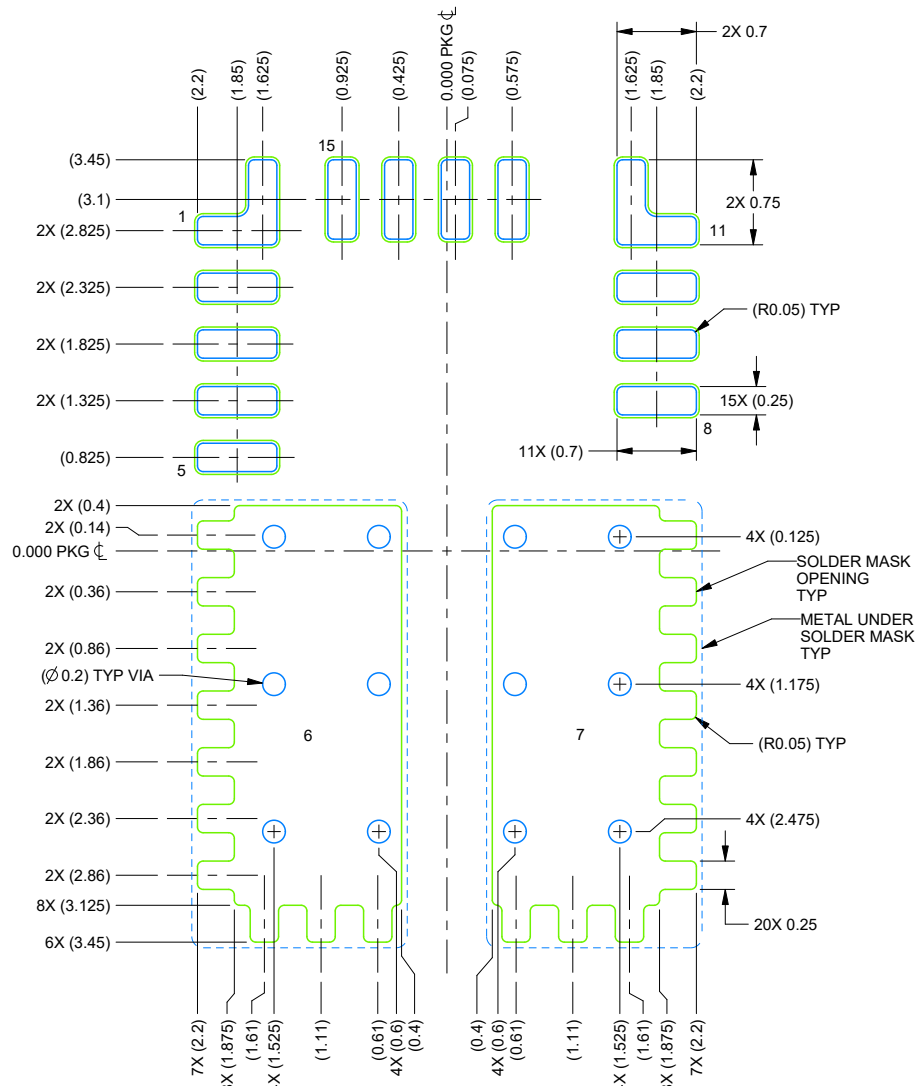 0.000 PKG ℄
2X 0.7
(2.2)
(1.85)
(1.625)
(0.925)
(0.425)
(0.075)
(0.575)
(1.625)
(1.85)
(2.2)
(3.45)
15
(3.1)
2X 0.75
1
2X (2.825)
11
2X (2.325)
(R0.05) TYP
2X (1.825)
2X (1.325)
15X (0.25)
8
11X (0.7)
(0.825)
5
2X (0.4)
2X (0.14)
0.000 PKG ℄
4X (0.125)
SOLDER MASK
OPENING
TYP
2X (0.36)
METAL UNDER
SOLDER MASK
TYP
2X (0.86)
(Ø 0.2) TYP VIA
4X (1.175)
2X (1.36)
6
7
(R0.05) TYP
2X (1.86)
2X (2.36)
4X (2.475)
2X (2.86)
8X (3.125)
20X 0.25
6X (3.45)
7X (2.2)
X (1.875)
(1.61)
X (1.525)
(1.11)
(0.61)
4X (0.6)
(0.4)
(0.4)
4X (0.6)
(0.61)
(1.11)
X (1.525)
(1.61)
X (1.875)
7X (2.2)